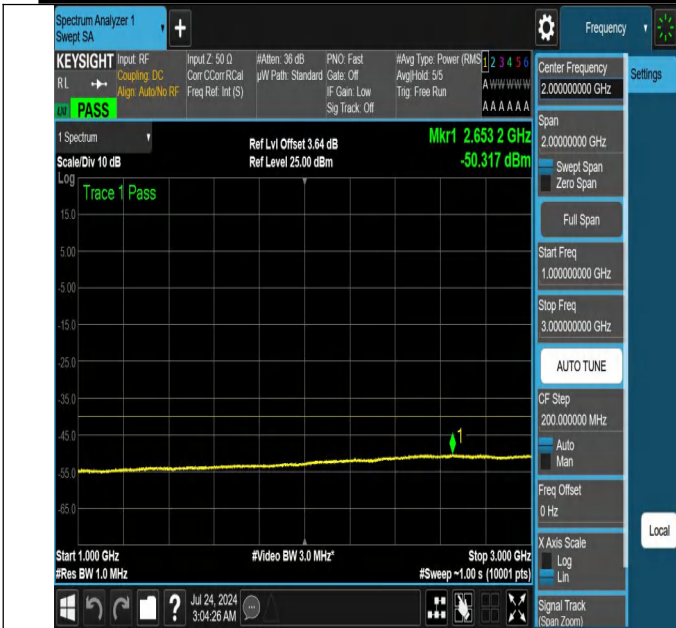 Spectrum Analyzer 1
Swept SA
+
Frequency
KEYSIGHT
R L
PASS
Input: RF
Coupling: DC
Align: Auto/No RF
Input Z: 50 Ω
Corr CCorr RCal
Freq Ref: Int (S)
#Atten: 36 dB
µW Path: Standard
PNO: Fast
Gate: Off
IF Gain: Low
Sig Track: Off
#Avg Type: Power (RMS
Avg|Hold: 5/5
Trig: Free Run
1 2 3 4 5 6
A W W W W W
A A A A A A
1 Spectrum
Scale/Div 10 dB
Ref Lvl Offset 3.64 dB
Ref Level 25.00 dBm
Mkr1 2.653 2 GHz
-50.317 dBm
Log
Trace 1 Pass
15.0
5.00
-5.00
-15.0
-25.0
-35.0
-45.0
-55.0
-65.0
1
Start 1.000 GHz
#Res BW 1.0 MHz
#Video BW 3.0 MHz*
Stop 3.000 GHz
#Sweep ~1.00 s (10001 pts)
Center Frequency
2.000000000 GHz
Settings
Span
2.00000000 GHz
Swept Span
Zero Span
Full Span
Start Freq
1.000000000 GHz
Stop Freq
3.000000000 GHz
AUTO TUNE
CF Step
200.000000 MHz
Auto
Man
Freq Offset
0 Hz
X Axis Scale
Log
Lin
Local
Signal Track
(Span Zoom)
?
Jul 24, 2024
3:04:26 AM